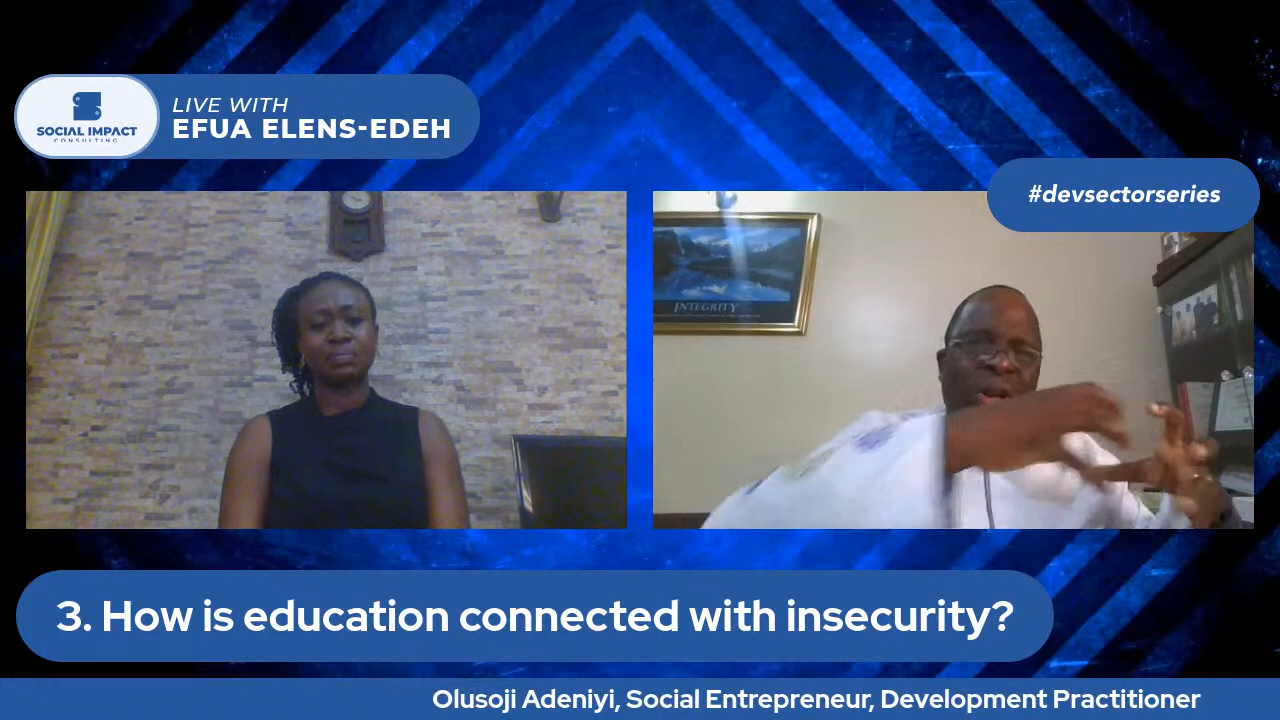 LIVE WITH
EFUA ELENS-EDEH
SOCIAL IMPACT
CONSULTING
#devsectorseries
INTEGRITY
3. How is education connected with insecurity?
Olusoji Adeniyi, Social Entrepreneur, Development Practitioner